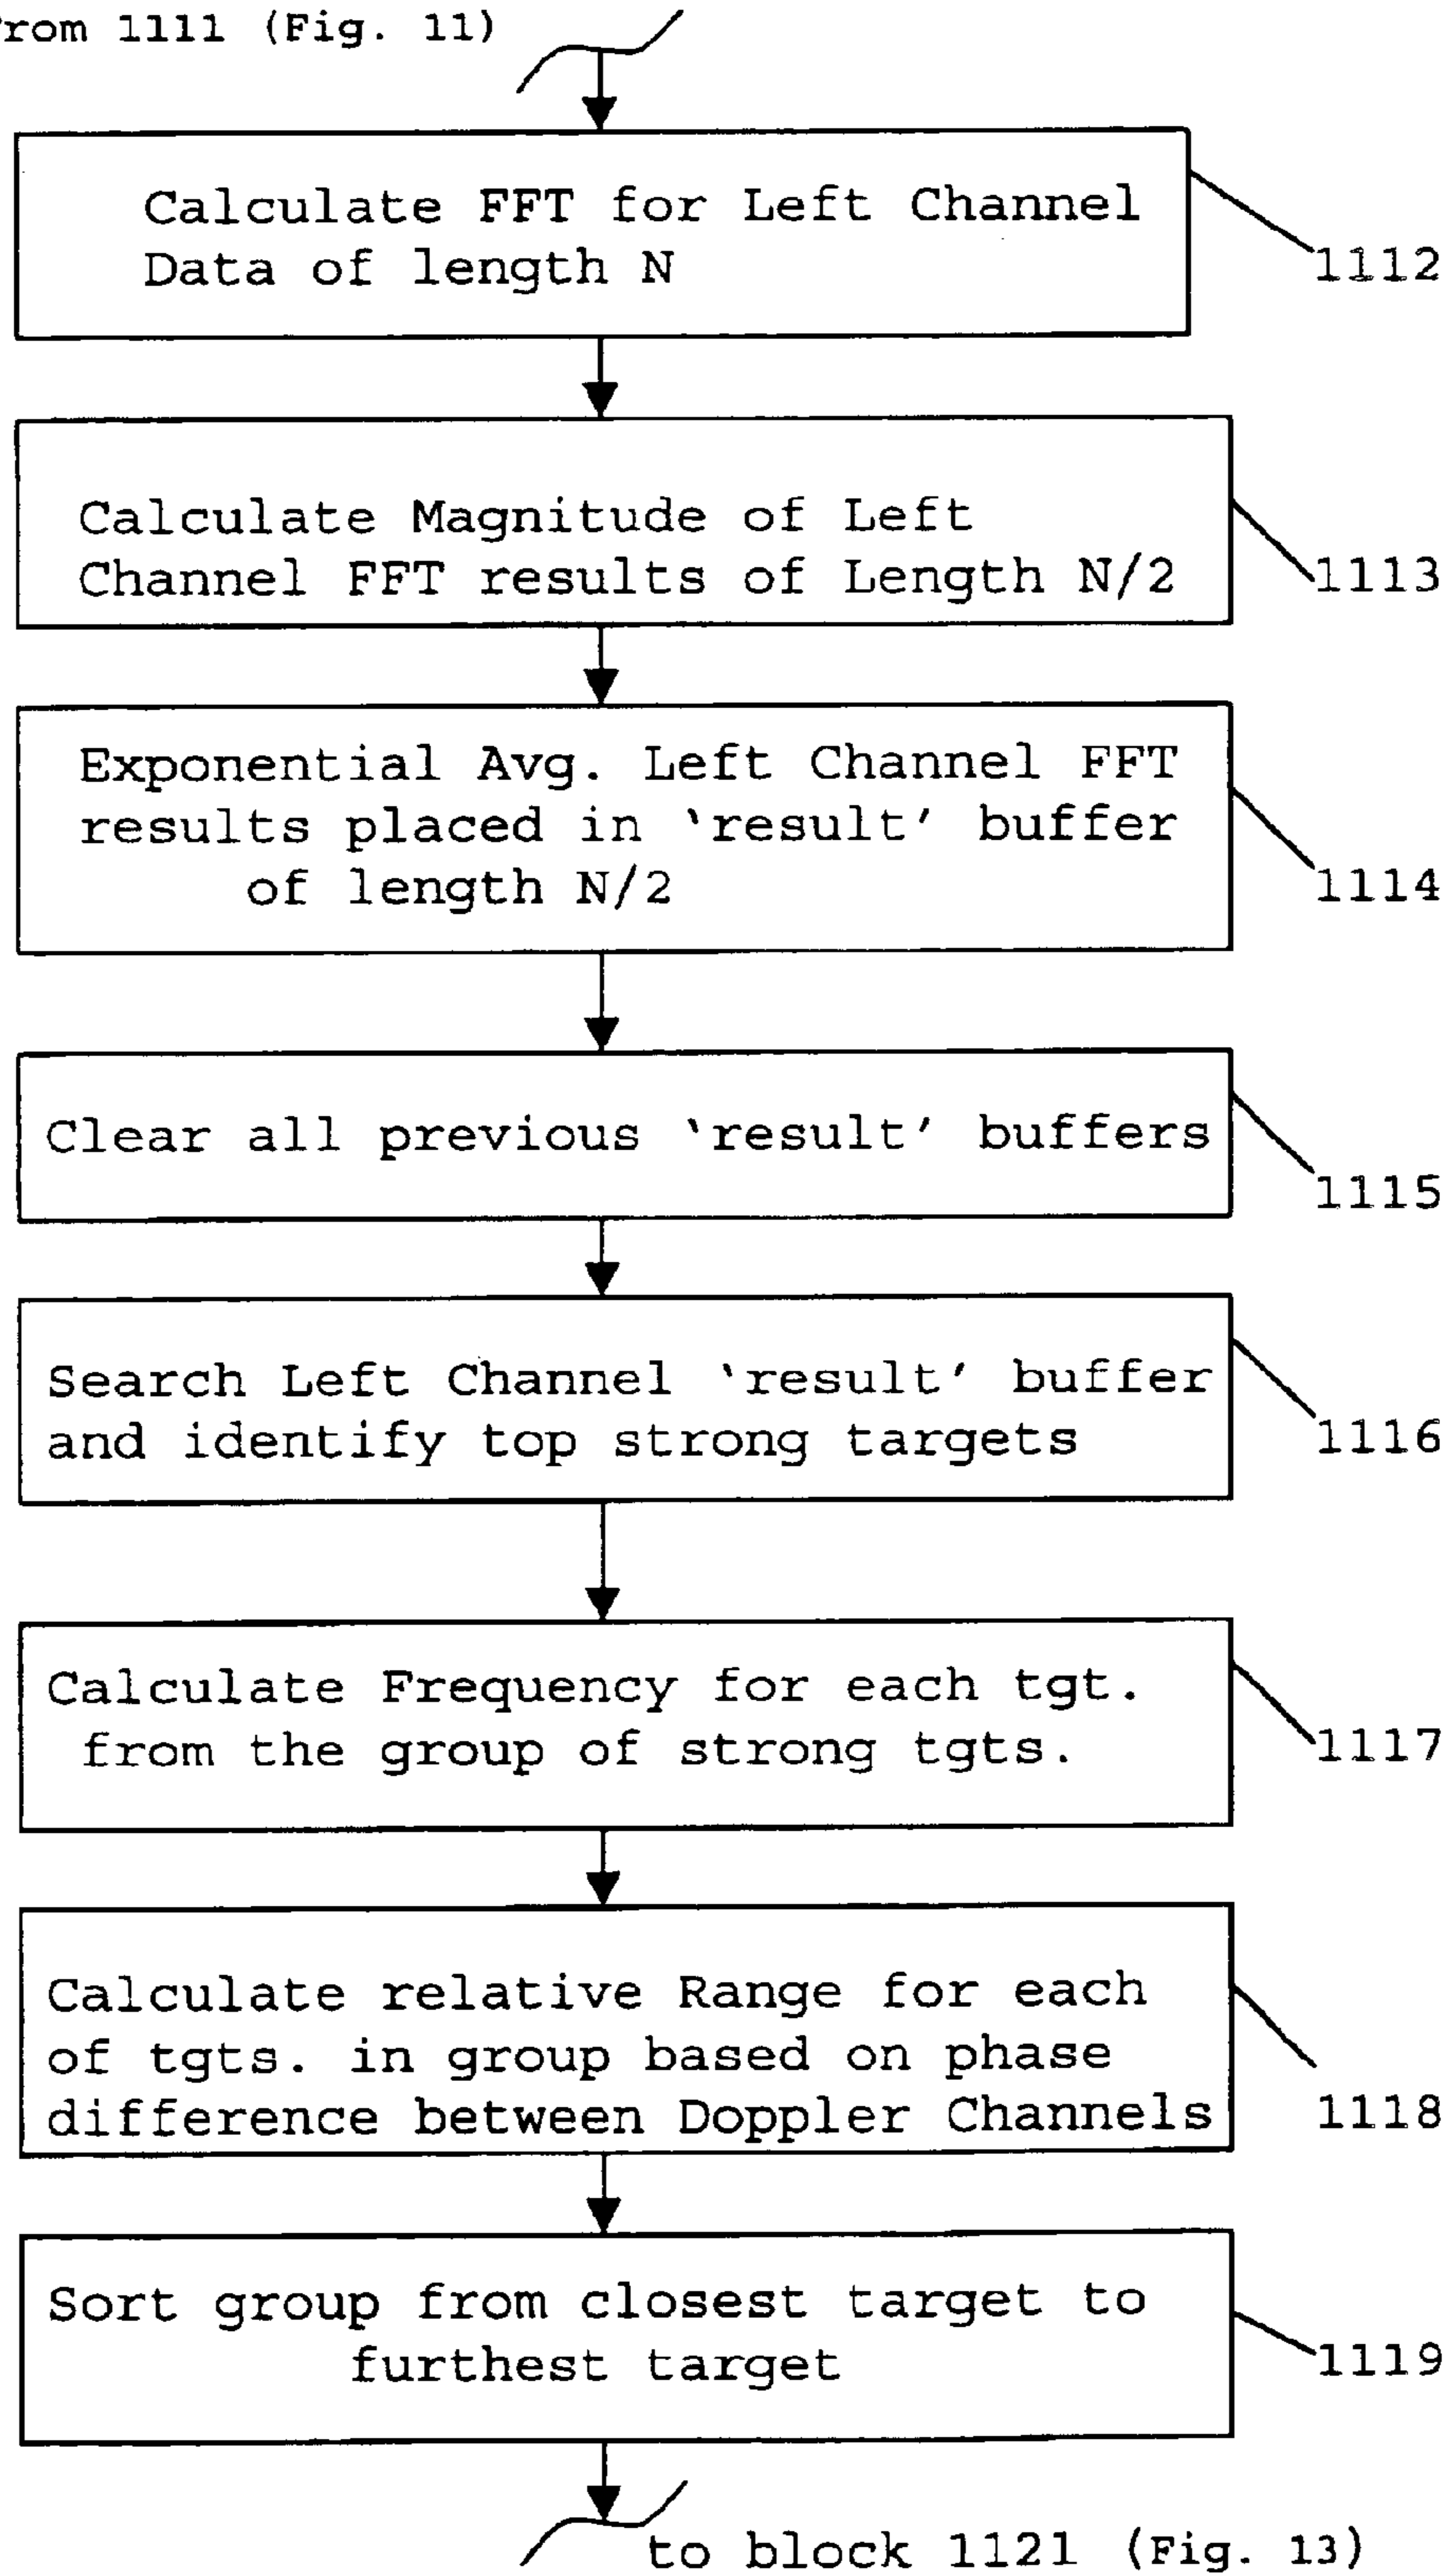 from 1111 (Fig. 11)
Calculate FFT for Left Channel
Data of length N
1112
Calculate Magnitude of Left
Channel FFT results of Length N/2
1113
Exponential Avg. Left Channel FFT
results placed in ‘result’ buffer
of length N/2
1114
Clear all previous ‘result’ buffers
1115
Search Left Channel ‘result’ buffer
and identify top strong targets
1116
Calculate Frequency for each tgt.
from the group of strong tgts.
1117
Calculate relative Range for each
of tgts. in group based on phase
difference between Doppler Channels
1118
Sort group from closest target to
furthest target
1119
to block 1121 (Fig. 13)